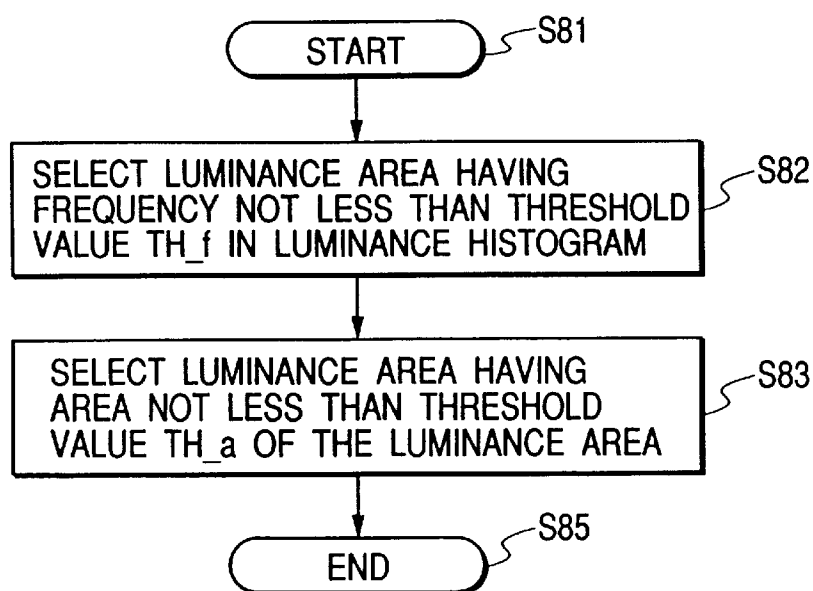 START
S81
SELECT LUMINANCE AREA HAVING
FREQUENCY NOT LESS THAN THRESHOLD
VALUE TH_f IN LUMINANCE HISTOGRAM
S82
SELECT LUMINANCE AREA HAVING
AREA NOT LESS THAN THRESHOLD
VALUE TH_a OF THE LUMINANCE AREA
S83
END
S85